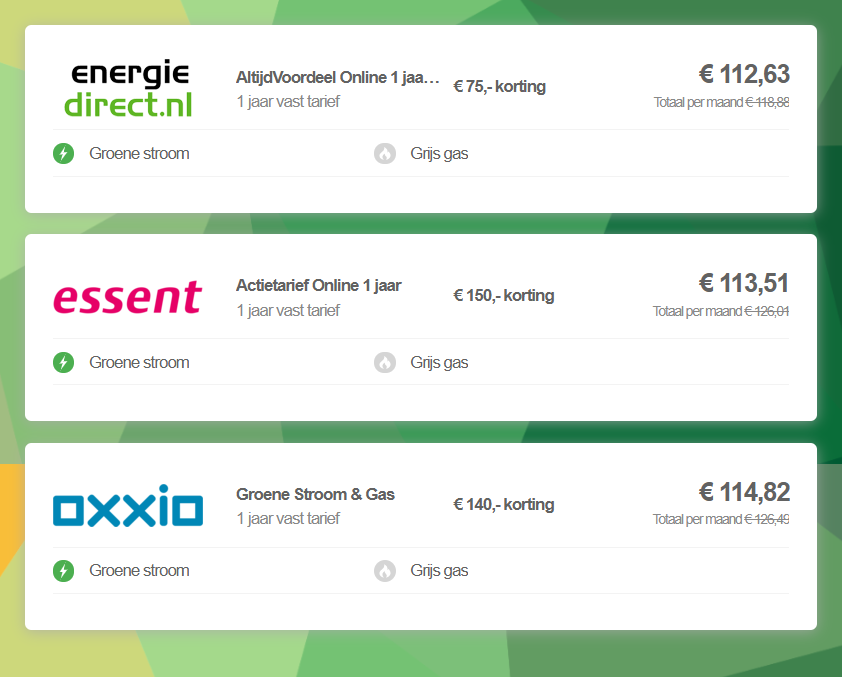 energie
direct.nl
AltijdVoordeel Online 1 jaa...
1 jaar vast tarief
€ 75,- korting
€ 112,63
Totaal per maand € 118,88
Groene stroom
Grijs gas
essent
Actietarief Online 1 jaar
1 jaar vast tarief
€ 150,- korting
€ 113,51
Totaal per maand € 126,01
Groene stroom
Grijs gas
oxxio
Groene Stroom & Gas
1 jaar vast tarief
€ 140,- korting
€ 114,82
Totaal per maand € 126,49
Groene stroom
Grijs gas